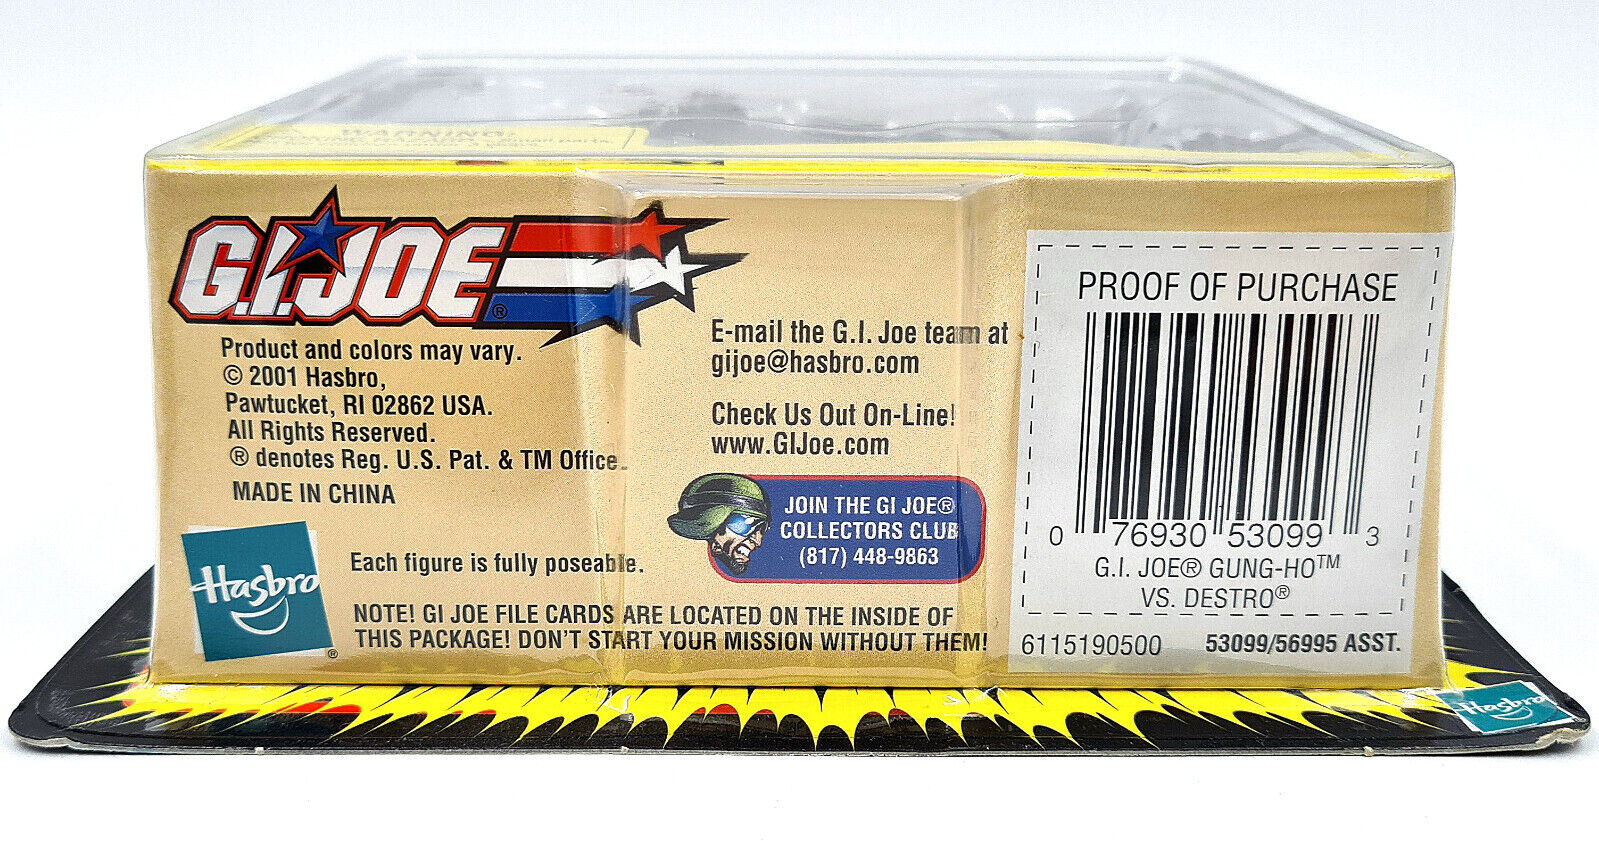 WARNING:
G.I.JOE®
Product and colors may vary.
© 2001 Hasbro,
Pawtucket, RI 02862 USA.
All Rights Reserved.
® denotes Reg. U.S. Pat. & TM Office.
MADE IN CHINA
Hasbro
®
Each figure is fully poseable.
NOTE! GI JOE FILE CARDS ARE LOCATED ON THE INSIDE OF
THIS PACKAGE! DON'T START YOUR MISSION WITHOUT THEM!
E-mail the G.I. Joe team at
gijoe@hasbro.com
Check Us Out On-Line!
www.GIJoe.com
JOIN THE GI JOE®
COLLECTORS CLUB
(817) 448-9863
PROOF OF PURCHASE
0 76930 53099 3
G.I. JOE® GUNG-HO™
VS. DESTRO®
6115190500 53099/56995 ASST.
Hasbro